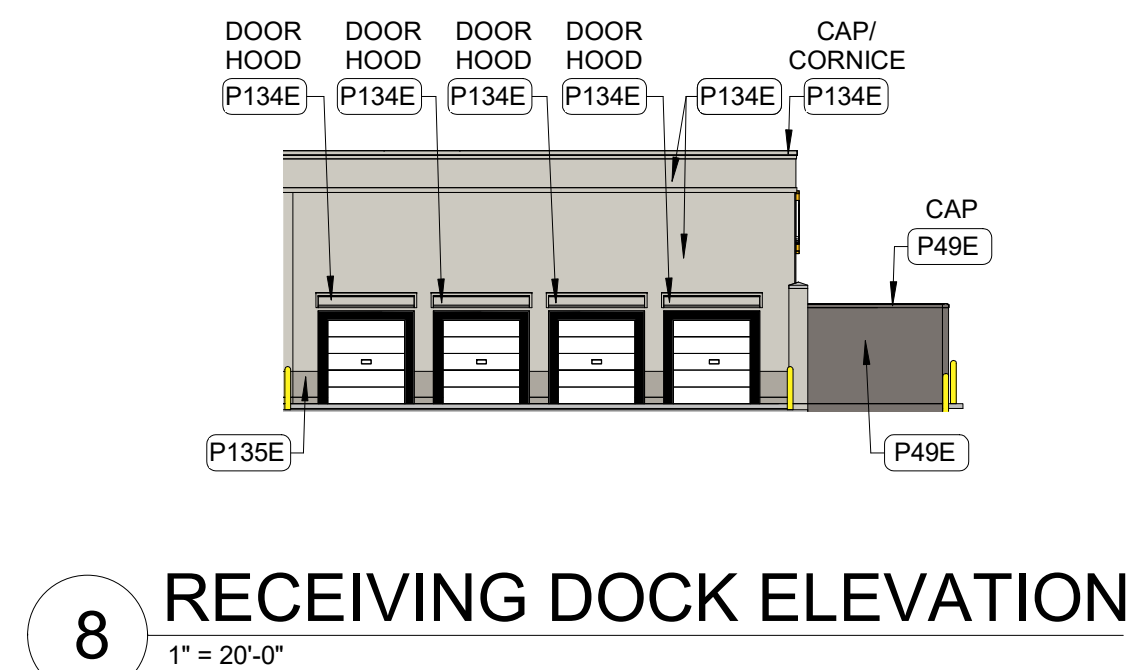 DOOR DOOR DOOR DOOR CAP/
HOOD HOOD HOOD HOOD CORNICE
P134E P134E P134E P134E P134E P134E
CAP
P49E
P135E P49E
8 RECEIVING DOCK ELEVATION
1" = 20'-0"